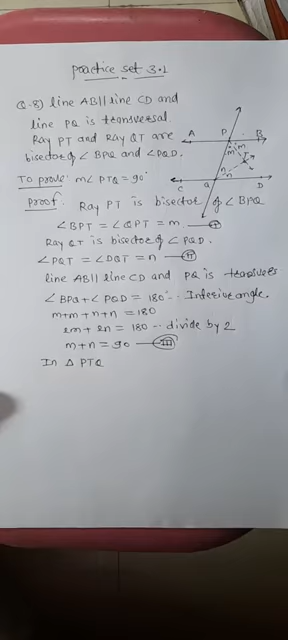 Practice set 3.1
Q.8) line AB || line CD and
line PQ is transversal.
Ray PT and Ray QT are
bisector of ∠ BPQ and ∠ PQD.
To prove: m∠ PTQ = 90°
Proof: Ray PT is bisector of ∠ BPQ
∠ BPT = ∠ QPT = m. — I
Ray QT is bisector of ∠ PQD.
∠ PQT = ∠ DQT = n — II
line AB || line CD and PQ is transvers
∠ BPQ + ∠ PQD = 180° -- Interior angle.
m+m+n+n = 180
2m + 2n = 180 -- divide by 2
m+n = 90 — III
In △ PTQ
A P B
m m
T
n n
C Q D